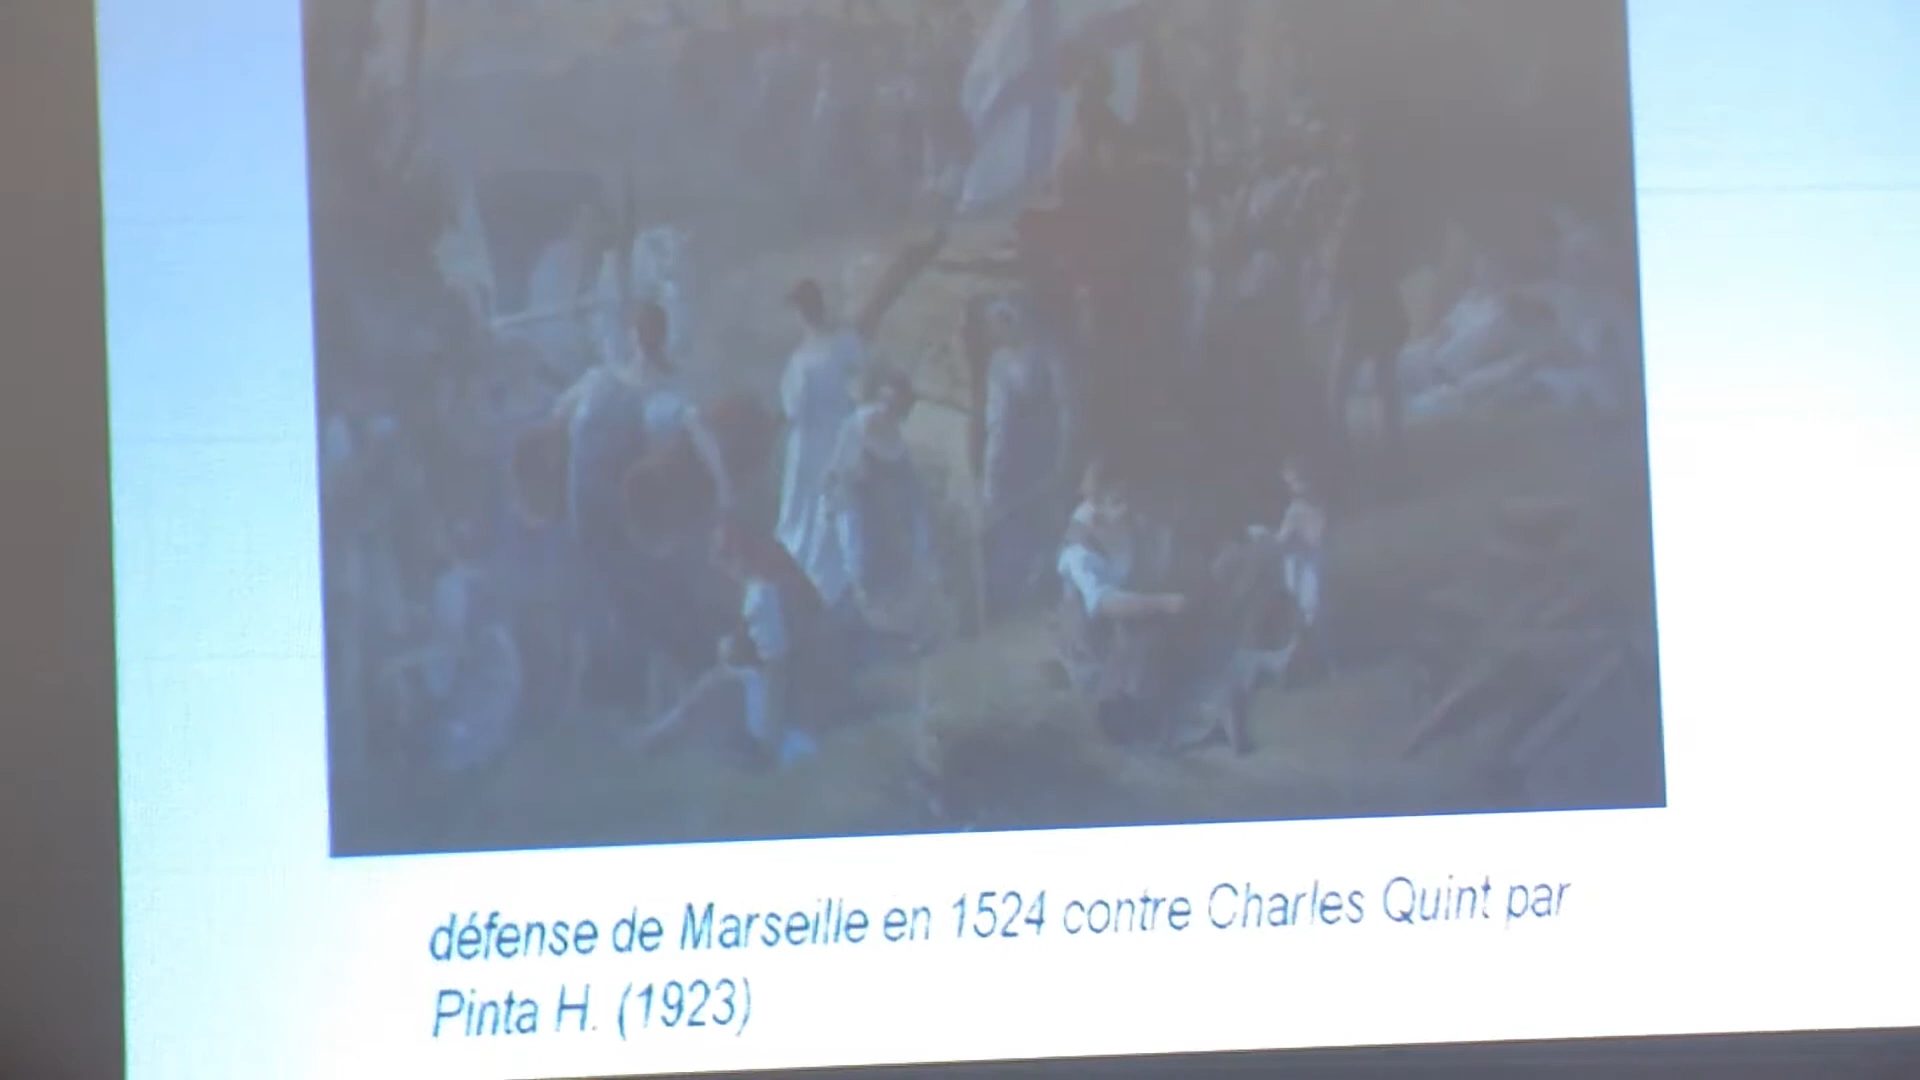 défense de Marseille en 1524 contre Charles Quint par
Pinta H. (1923)